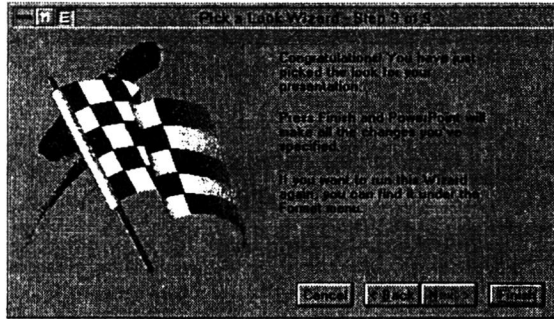 Pick a Look Wizard - Step 9 of 9
Congratulations! You have just
picked the look for your
presentation.
Press Finish and PowerPoint will
make all the changes you've
specified.
If you want to run this Wizard
again, you can find it under the
Format menu.
Cancel < Back Next > Finish